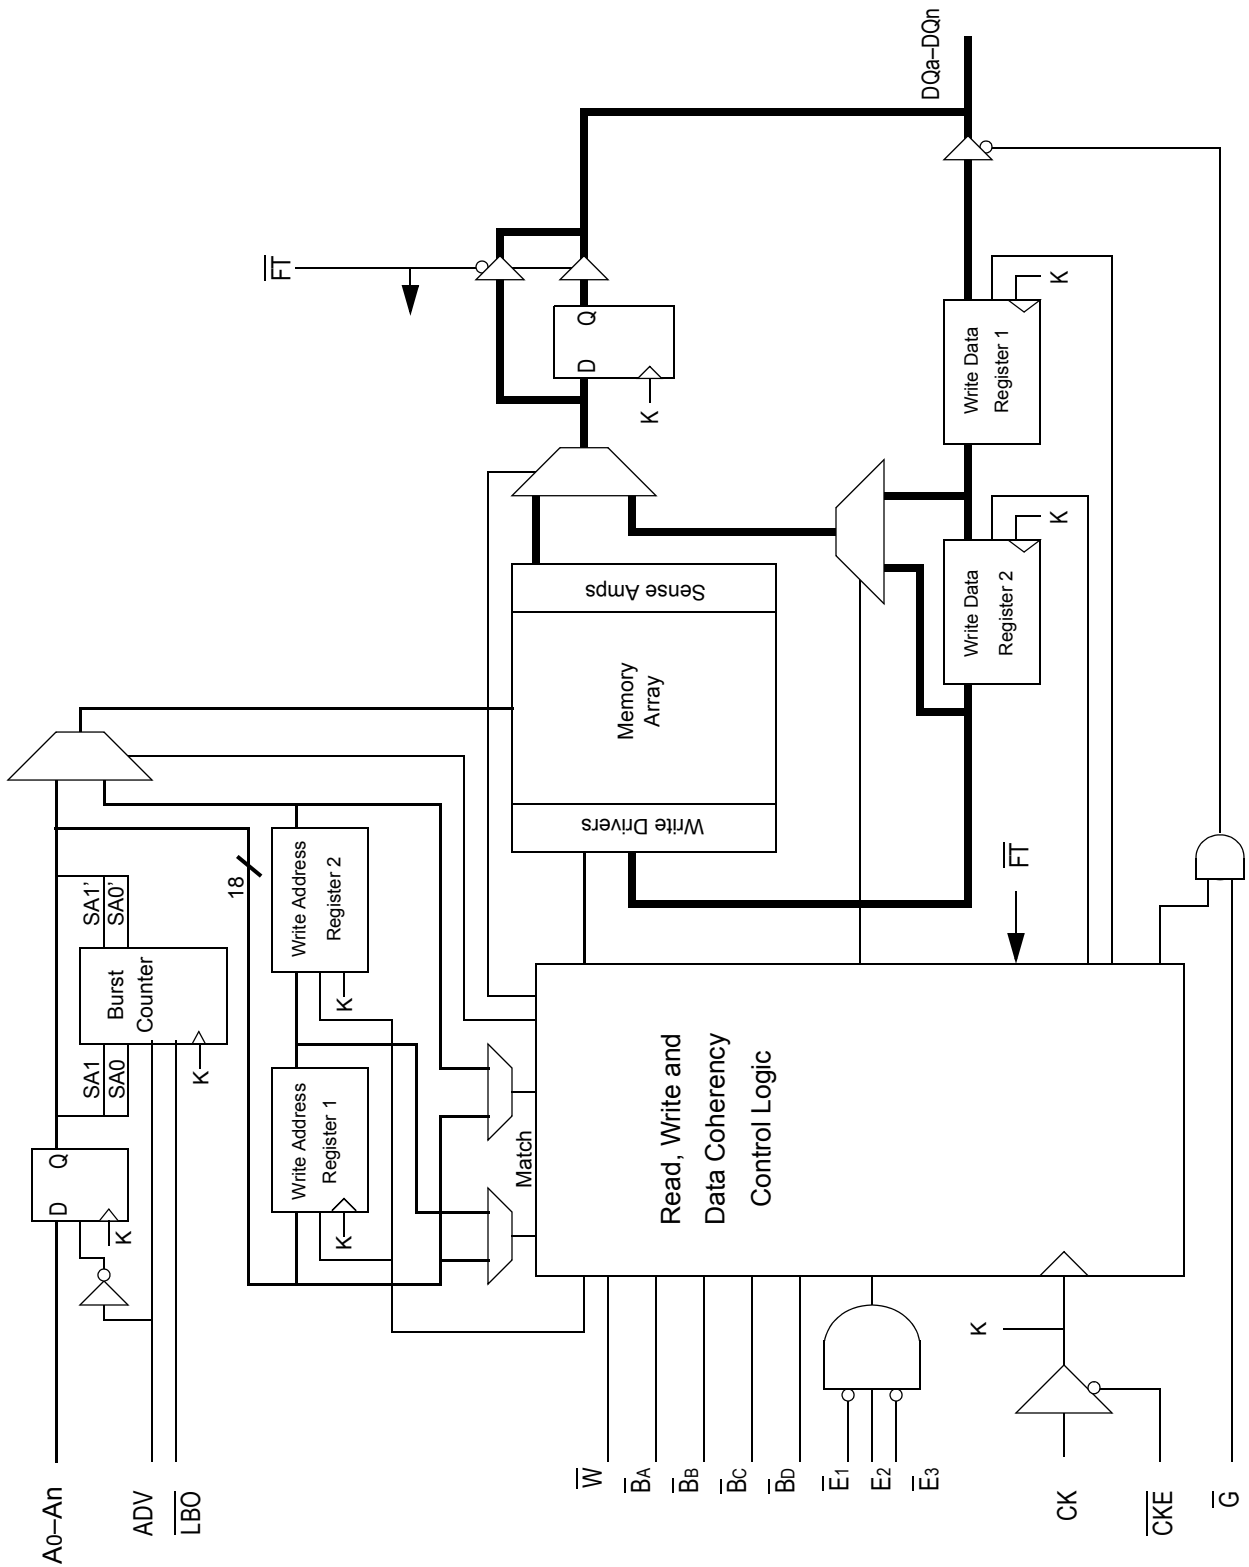 A0–An
ADV
LBO
D Q
K
SA1
SA0
Burst
Counter
K
SA1'
SA0'
18
Write Address
Register 1
K
Write Address
Register 2
K
Match
W
BA
BB
BC
BD
E1
E2
E3
CK
CKE
G
K
Read, Write and
Data Coherency
Control Logic
FT
Write Drivers
Memory
Array
Sense Amps
Write Data
Register 2
K
Write Data
Register 1
K
D Q
K
FT
DQa–DQn